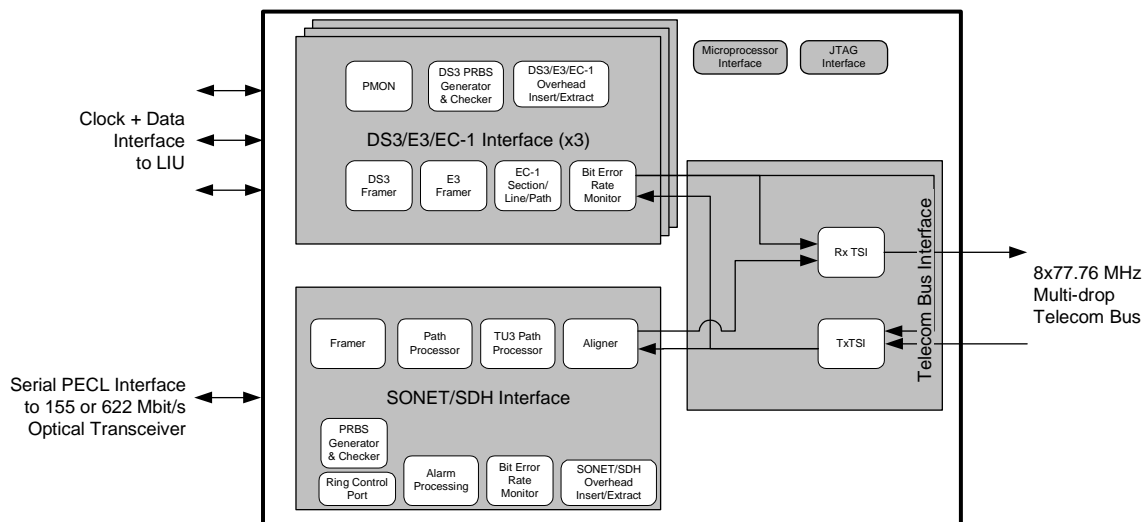 Microprocessor
Interface
JTAG
Interface
PMON
DS3 PRBS
Generator
& Checker
DS3/E3/EC-1
Overhead
Insert/Extract
Clock + Data
Interface
to LIU
DS3/E3/EC-1 Interface (x3)
DS3
Framer
E3
Framer
EC-1
Section/
Line/Path
Bit Error
Rate
Monitor
Rx TSI
Telecom Bus Interface
8x77.76 MHz
Multi-drop
Telecom Bus
TxTSI
Framer
Path
Processor
TU3 Path
Processor
Aligner
Serial PECL Interface
to 155 or 622 Mbit/s
Optical Transceiver
SONET/SDH Interface
PRBS
Generator
& Checker
Ring Control
Port
Alarm
Processing
Bit Error
Rate
Monitor
SONET/SDH
Overhead
Insert/Extract